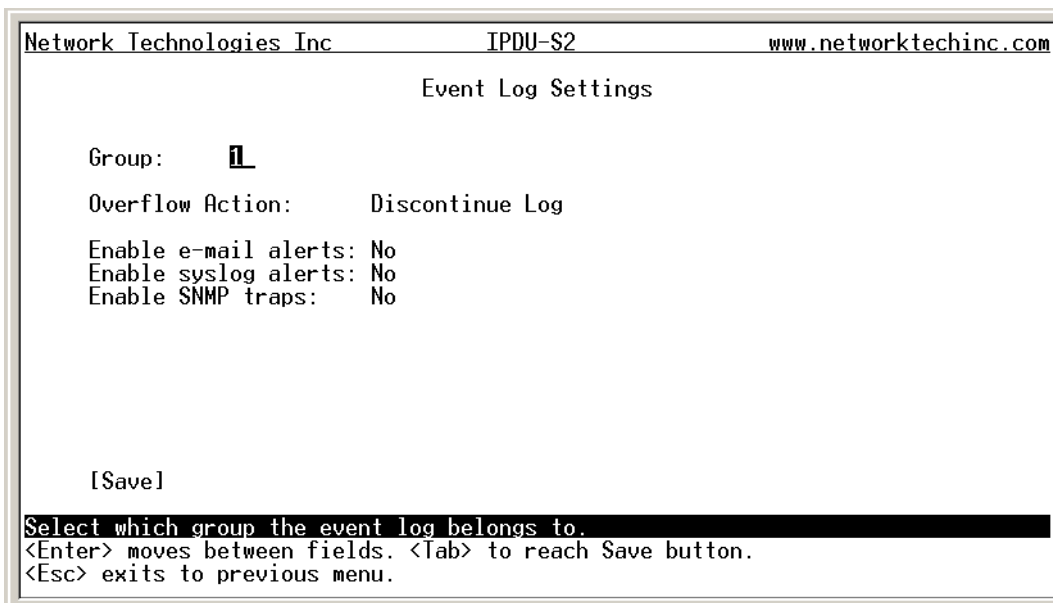 Network Technologies Inc IPDU-S2 www.networktechinc.com
Event Log Settings
Group: 1
Overflow Action: Discontinue Log
Enable e-mail alerts: No
Enable syslog alerts: No
Enable SNMP traps: No
[Save]
Select which group the event log belongs to.
<Enter> moves between fields. <Tab> to reach Save button.
<Esc> exits to previous menu.